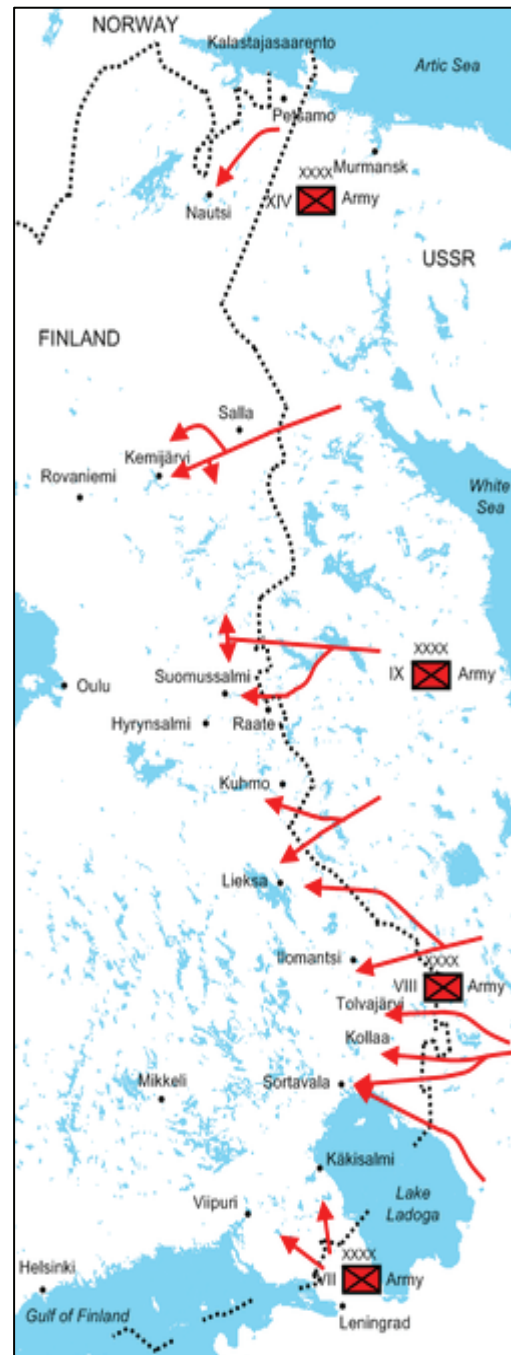 NORWAY
Kalastajasaarento
Artic Sea
Petsamo
Murmansk
XXXX
XIV Army
Nautsi
USSR
FINLAND
Salla
Kemijärvi
Rovaniemi
White
Sea
XXXX
IX Army
Suomussalmi
Oulu
Raate
Hyrynsalmi
Kuhmo
Lieksa
Ilomantsi
XXXX
VIII Army
Tolvajärvi
Kollaa
Mikkeli
Sortavala
Käkisalmi
Lake
Ladoga
Viipuri
XXXX
VII Army
Helsinki
Gulf of Finland
Leningrad